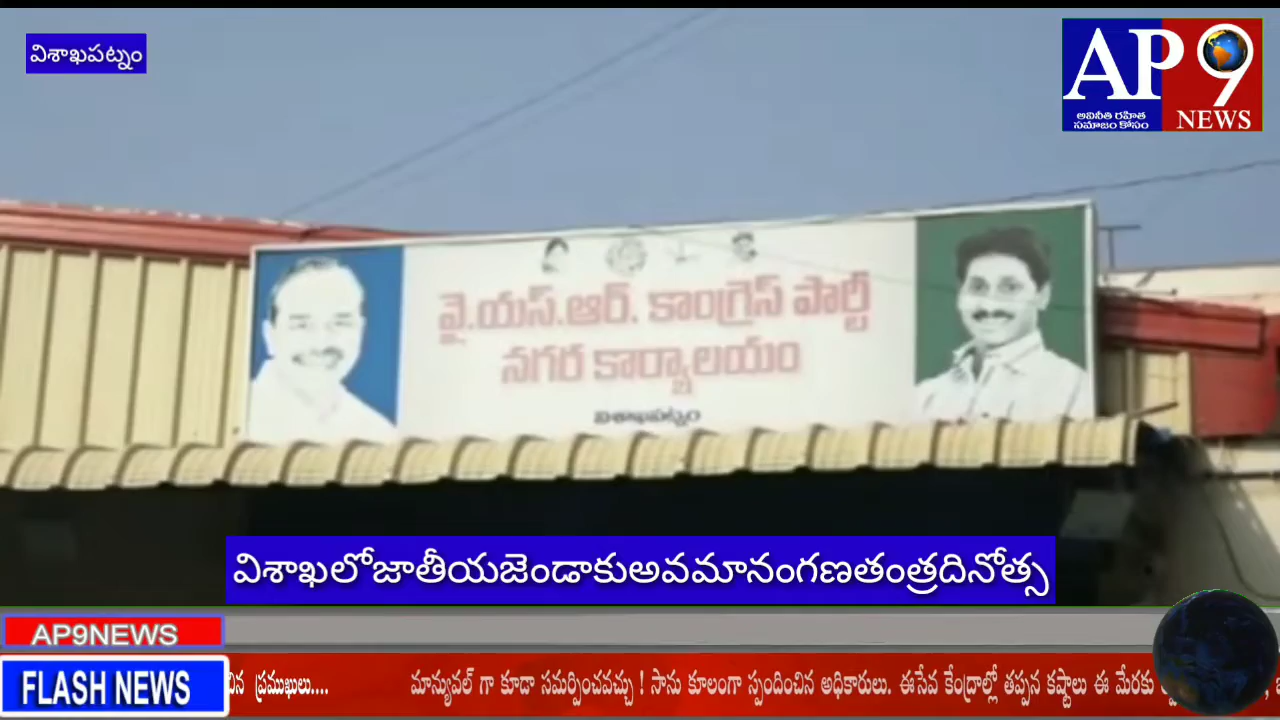 విశాఖపట్నం
AP9
అవినీతి రహిత
సమాజం కోసం
NEWS
వై.యస్.ఆర్. కాంగ్రెస్ పార్టీ
నగర కార్యాలయం
విశాఖపట్నం
విశాఖలోజాతీయజెండాకుఅవమానంగణతంత్రదినోత్స
AP9NEWS
FLASH NEWS
ప్రముఖులు.... మాన్యువల్ గా కూడా సమర్పించవచ్చు ! సాను కూలంగా స్పందించిన అధికారులు. ఈసేవ కేంద్రాల్లో తప్పన కష్టాలు ఈ మేరకు